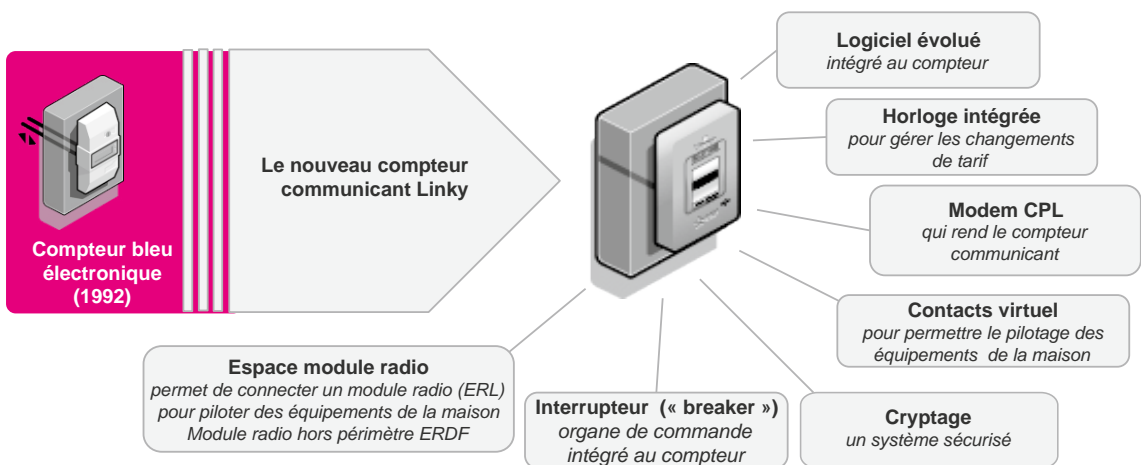 Compteur bleu
électronique
(1992)
Le nouveau compteur
communicant Linky
Logiciel évolué
intégré au compteur
Horloge intégrée
pour gérer les changements
de tarif
Modem CPL
qui rend le compteur
communicant
Contacts virtuel
pour permettre le pilotage des
équipements de la maison
Cryptage
un système sécurisé
Interrupteur (« breaker »)
organe de commande
intégré au compteur
Espace module radio
permet de connecter un module radio (ERL)
pour piloter des équipements de la maison
Module radio hors périmètre ERDF